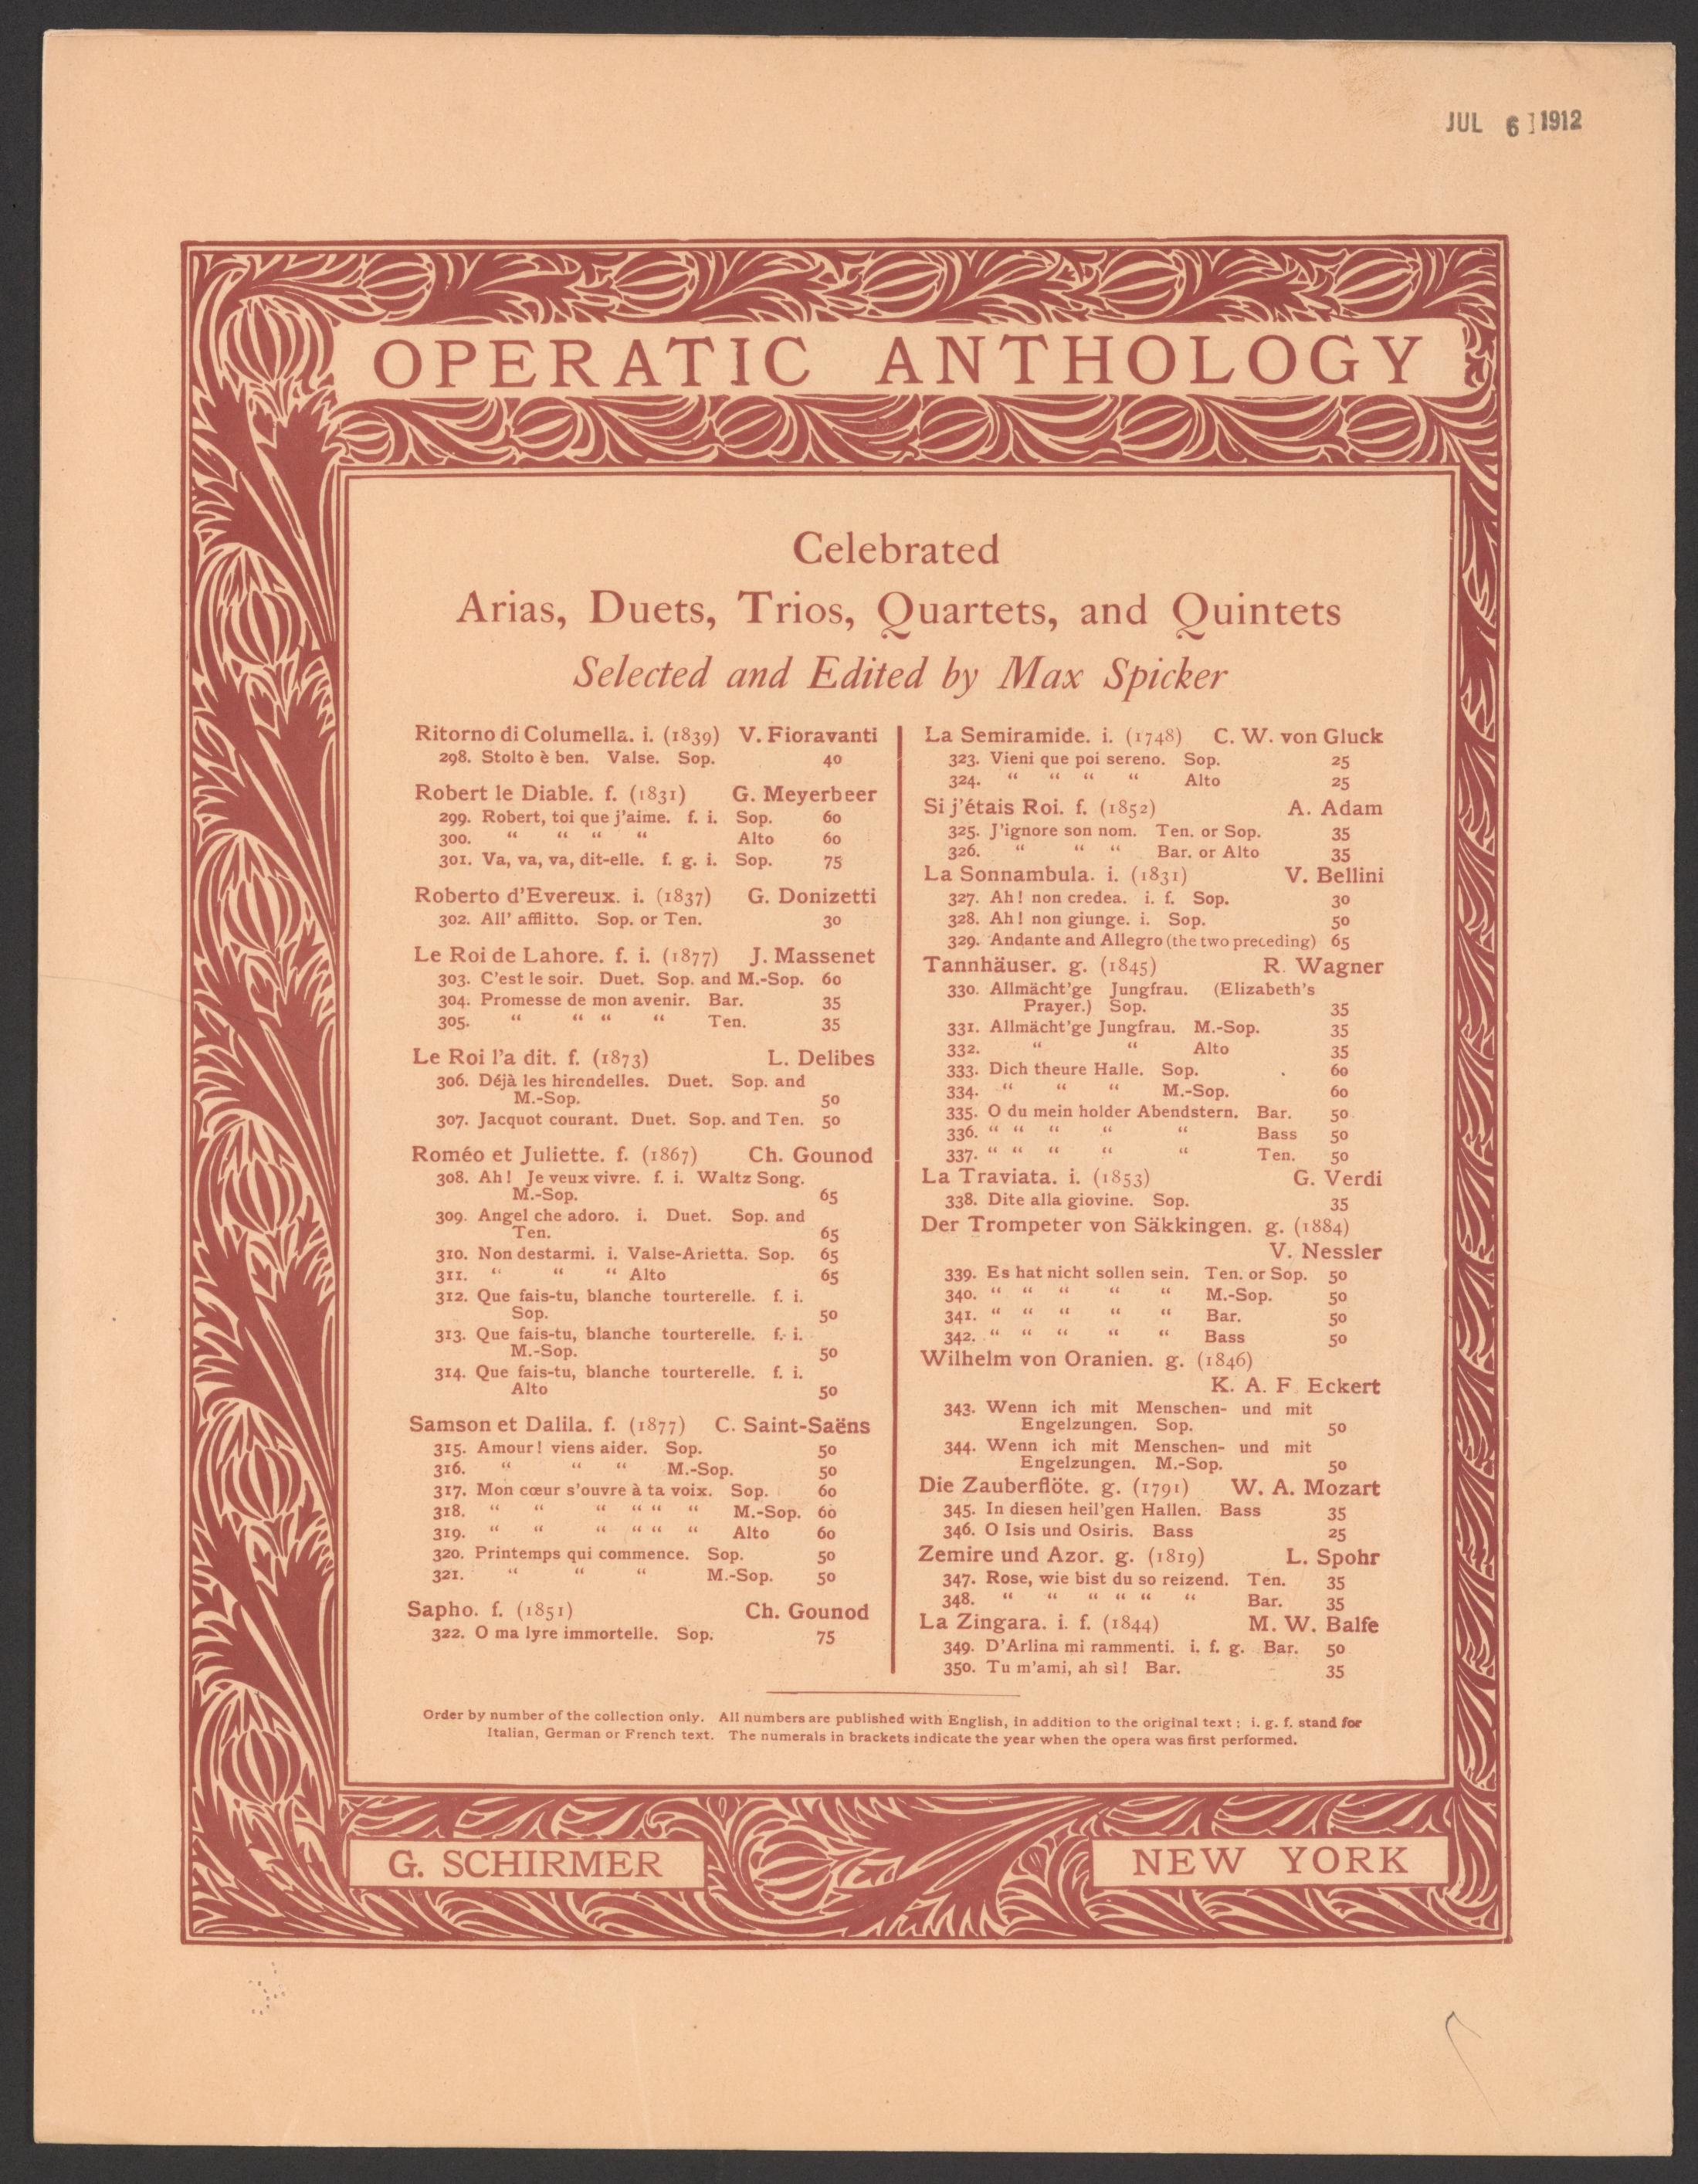 JUL 6 1912
OPERATIC ANTHOLOGY
Celebrated
Arias, Duets, Trios, Quartets, and Quintets
Selected and Edited by Max Spicker
Ritorno di Columella. i. (1839) V. Fioravanti
298. Stolto è ben. Valse. Sop. 40
Robert le Diable. f. (1831) G. Meyerbeer
299. Robert, toi que j'aime. f. i. Sop. 60
300. " " " " Alto 60
301. Va, va, va, dit-elle. f. g. i. Sop. 75
Roberto d'Evereux. i. (1837) G. Donizetti
302. All' afflitto. Sop. or Ten. 30
Le Roi de Lahore. f. i. (1877) J. Massenet
303. C'est le soir. Duet. Sop. and M.-Sop. 60
304. Promesse de mon avenir. Bar. 35
305. " " " " Ten. 35
Le Roi l'a dit. f. (1873) L. Delibes
306. Déjà les hirondelles. Duet. Sop. and
M.-Sop. 50
307. Jacquot courant. Duet. Sop. and Ten. 50
Roméo et Juliette. f. (1867) Ch. Gounod
308. Ah! Je veux vivre. f. i. Waltz Song.
M.-Sop. 65
309. Angel che adoro. i. Duet. Sop. and
Ten. 65
310. Non destarmi. i. Valse-Arietta. Sop. 65
311. " " " Alto 65
312. Que fais-tu, blanche tourterelle. f. i.
Sop. 50
313. Que fais-tu, blanche tourterelle. f. i.
M.-Sop. 50
314. Que fais-tu, blanche tourterelle. f. i.
Alto 50
Samson et Dalila. f. (1877) C. Saint-Saëns
315. Amour! viens aider. Sop. 50
316. " " " M.-Sop. 50
317. Mon cœur s'ouvre à ta voix. Sop. 60
318. " " " " " " M.-Sop. 60
319. " " " " " " Alto 60
320. Printemps qui commence. Sop. 50
321. " " " M.-Sop. 50
Sapho. f. (1851) Ch. Gounod
322. O ma lyre immortelle. Sop. 75
La Semiramide. i. (1748) C. W. von Gluck
323. Vieni que poi sereno. Sop. 25
324. " " " " Alto 25
Si j'étais Roi. f. (1852) A. Adam
325. J'ignore son nom. Ten. or Sop. 35
326. " " " Bar. or Alto 35
La Sonnambula. i. (1831) V. Bellini
327. Ah! non credea. i. f. Sop. 30
328. Ah! non giunge. i. Sop. 50
329. Andante and Allegro (the two preceding) 65
Tannhäuser. g. (1845) R. Wagner
330. Allmächt'ge Jungfrau. (Elizabeth's
Prayer.) Sop. 35
331. Allmächt'ge Jungfrau. M.-Sop. 35
332. " " Alto 35
333. Dich theure Halle. Sop. 60
334. " " " M.-Sop. 60
335. O du mein holder Abendstern. Bar. 50
336. " " " " " Bass 50
337. " " " " " Ten. 50
La Traviata. i. (1853) G. Verdi
338. Dite alla giovine. Sop. 35
Der Trompeter von Säkkingen. g. (1884)
V. Nessler
339. Es hat nicht sollen sein. Ten. or Sop. 50
340. " " " " " M.-Sop. 50
341. " " " " " Bar. 50
342. " " " " " Bass 50
Wilhelm von Oranien. g. (1846)
K. A. F. Eckert
343. Wenn ich mit Menschen- und mit
Engelzungen. Sop. 50
344. Wenn ich mit Menschen- und mit
Engelzungen. M.-Sop. 50
Die Zauberflöte. g. (1791) W. A. Mozart
345. In diesen heil'gen Hallen. Bass 35
346. O Isis und Osiris. Bass 25
Zemire und Azor. g. (1819) L. Spohr
347. Rose, wie bist du so reizend. Ten. 35
348. " " " " " " Bar. 35
La Zingara. i. f. (1844) M. W. Balfe
349. D'Arlina mi rammenti. i. f. g. Bar. 50
350. Tu m'ami, ah sì! Bar. 35
Order by number of the collection only. All numbers are published with English, in addition to the original text; i. g. f. stand for
Italian, German or French text. The numerals in brackets indicate the year when the opera was first performed.
G. SCHIRMER
NEW YORK